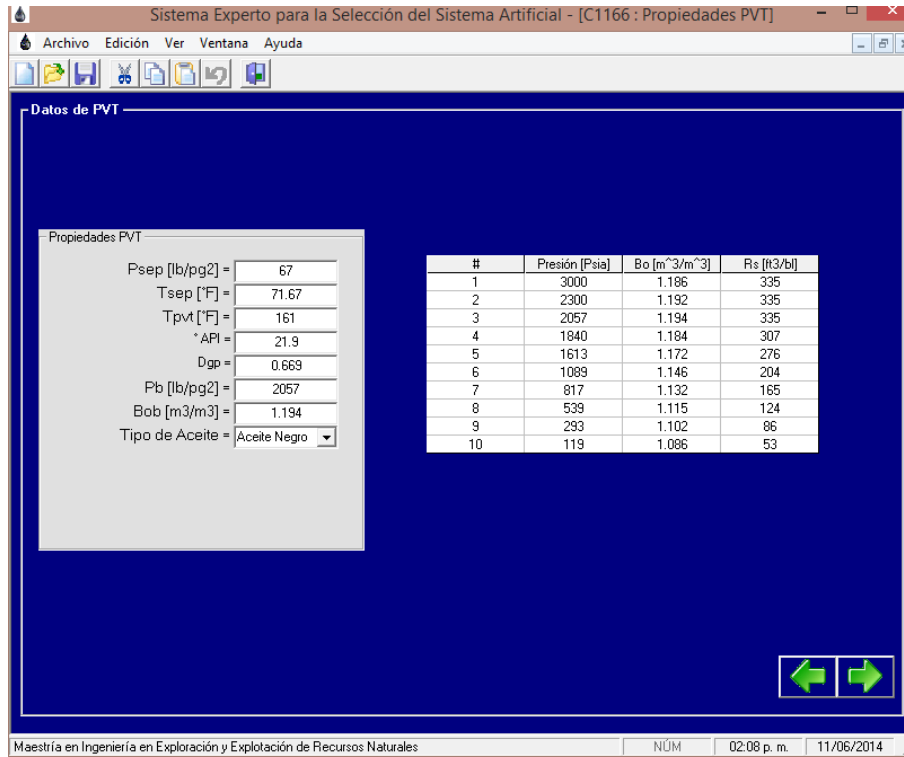 Sistema Experto para la Selección del Sistema Artificial - [C1166 : Propiedades PVT]
Archivo Edición Ver Ventana Ayuda
Datos de PVT
Propiedades PVT
Psep [lb/pg2] = 67
Tsep [°F] = 71.67
Tpvt [°F] = 161
° API = 21.9
Dgp = 0.669
Pb [lb/pg2] = 2057
Bob [m3/m3] = 1.194
Tipo de Aceite = Aceite Negro
# Presión [Psia] Bo [m^3/m^3] Rs [ft3/bl]
1 3000 1.186 335
2 2300 1.192 335
3 2057 1.194 335
4 1840 1.184 307
5 1613 1.172 276
6 1089 1.146 204
7 817 1.132 165
8 539 1.115 124
9 293 1.102 86
10 119 1.086 53
Maestría en Ingeniería en Exploración y Explotación de Recursos Naturales NÚM 02:08 p. m. 11/06/2014